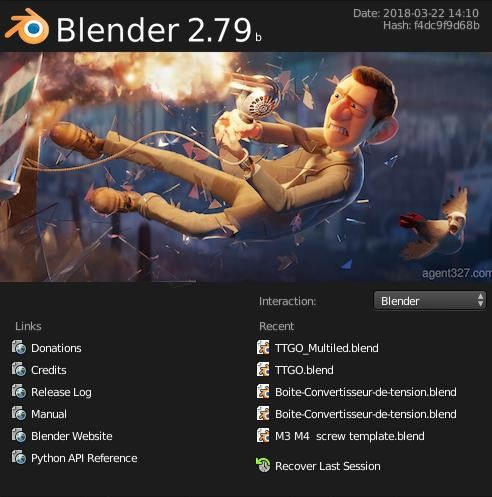 Blender 2.79 b
Date: 2018-03-22 14:10
Hash: f4dc9f9d68b
agent327.com
Interaction: Blender
Links
Donations
Credits
Release Log
Manual
Blender Website
Python API Reference
Recent
TTGO_Multiled.blend
TTGO.blend
Boite-Convertisseur-de-tension.blend
Boite-Convertisseur-de-tension.blend
M3 M4 screw template.blend
Recover Last Session